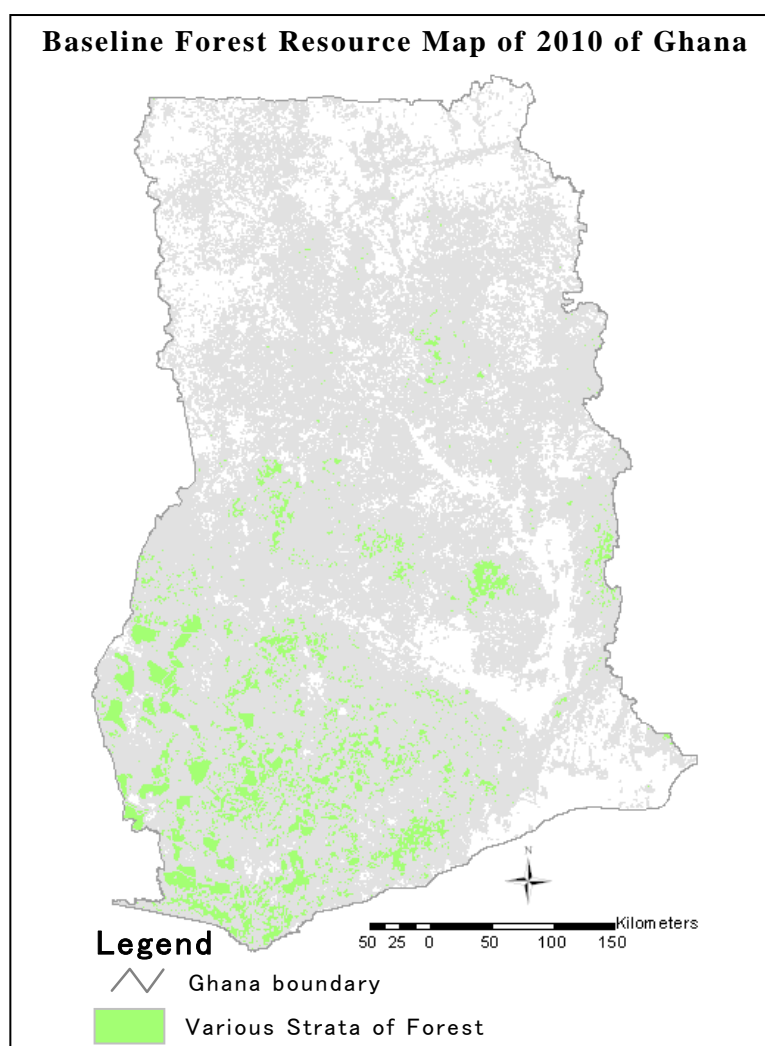 Baseline Forest Resource Map of 2010 of Ghana
N
Kilometers
50 25 0 50 100 150
Legend
Ghana boundary
Various Strata of Forest